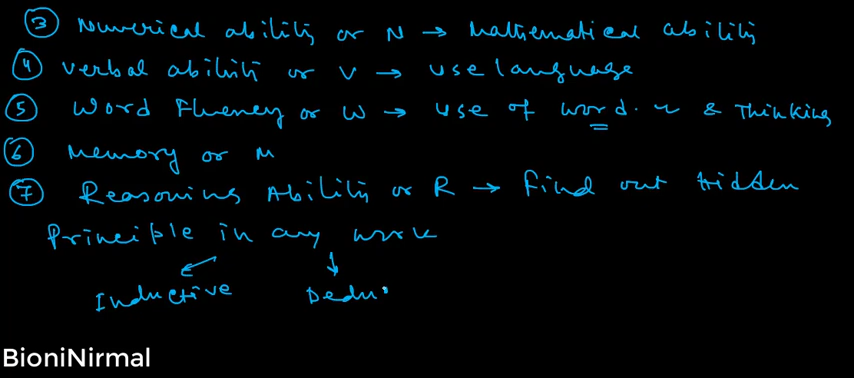 ③ Numerical ability or N → Mathematical ability
④ Verbal ability or V → use language
⑤ Word Fluency or W → use of word. & Thinking
⑥ Memory or M
⑦ Reasoning Ability or R → Find out Hidden
Principle in any work
Inductive Dedu
BioniNirmal